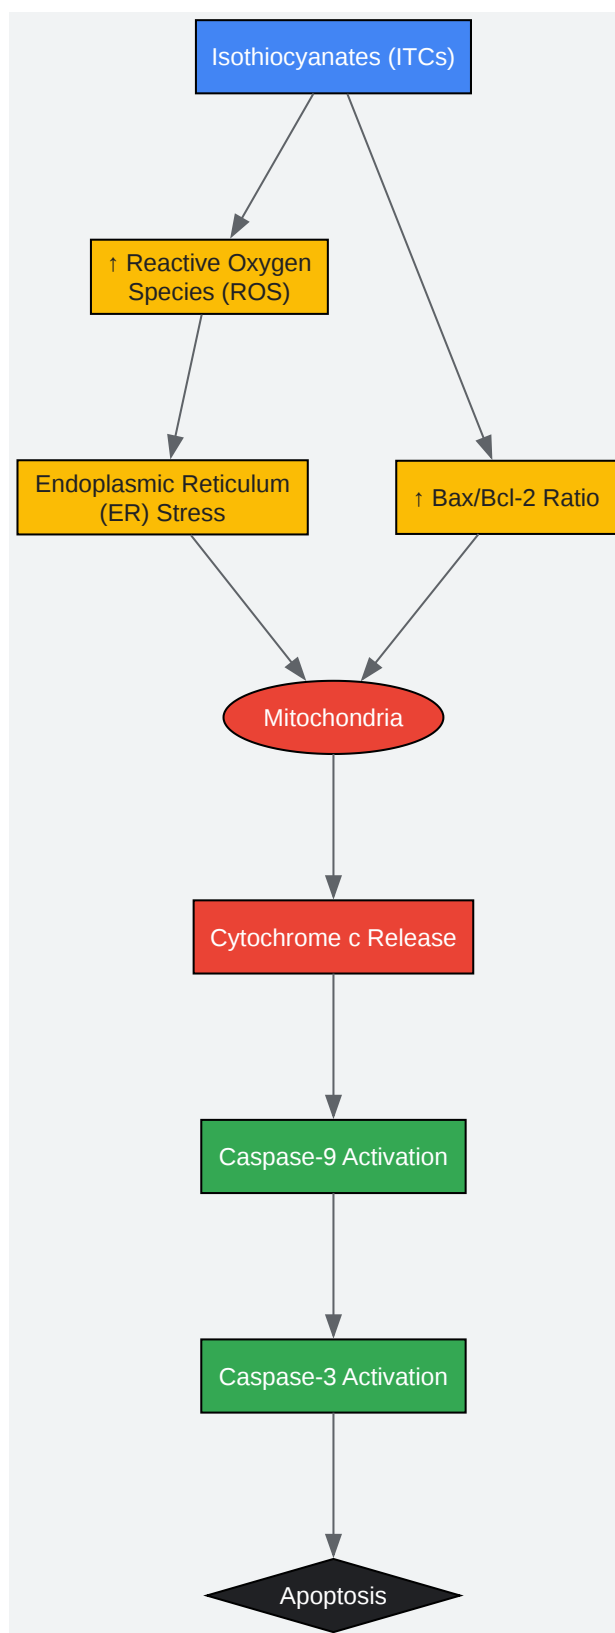 Isothiocyanates (ITCs)
↑ Reactive Oxygen
Species (ROS)
Endoplasmic Reticulum
(ER) Stress
↑ Bax/Bcl-2 Ratio
Mitochondria
Cytochrome c Release
Caspase-9 Activation
Caspase-3 Activation
Apoptosis